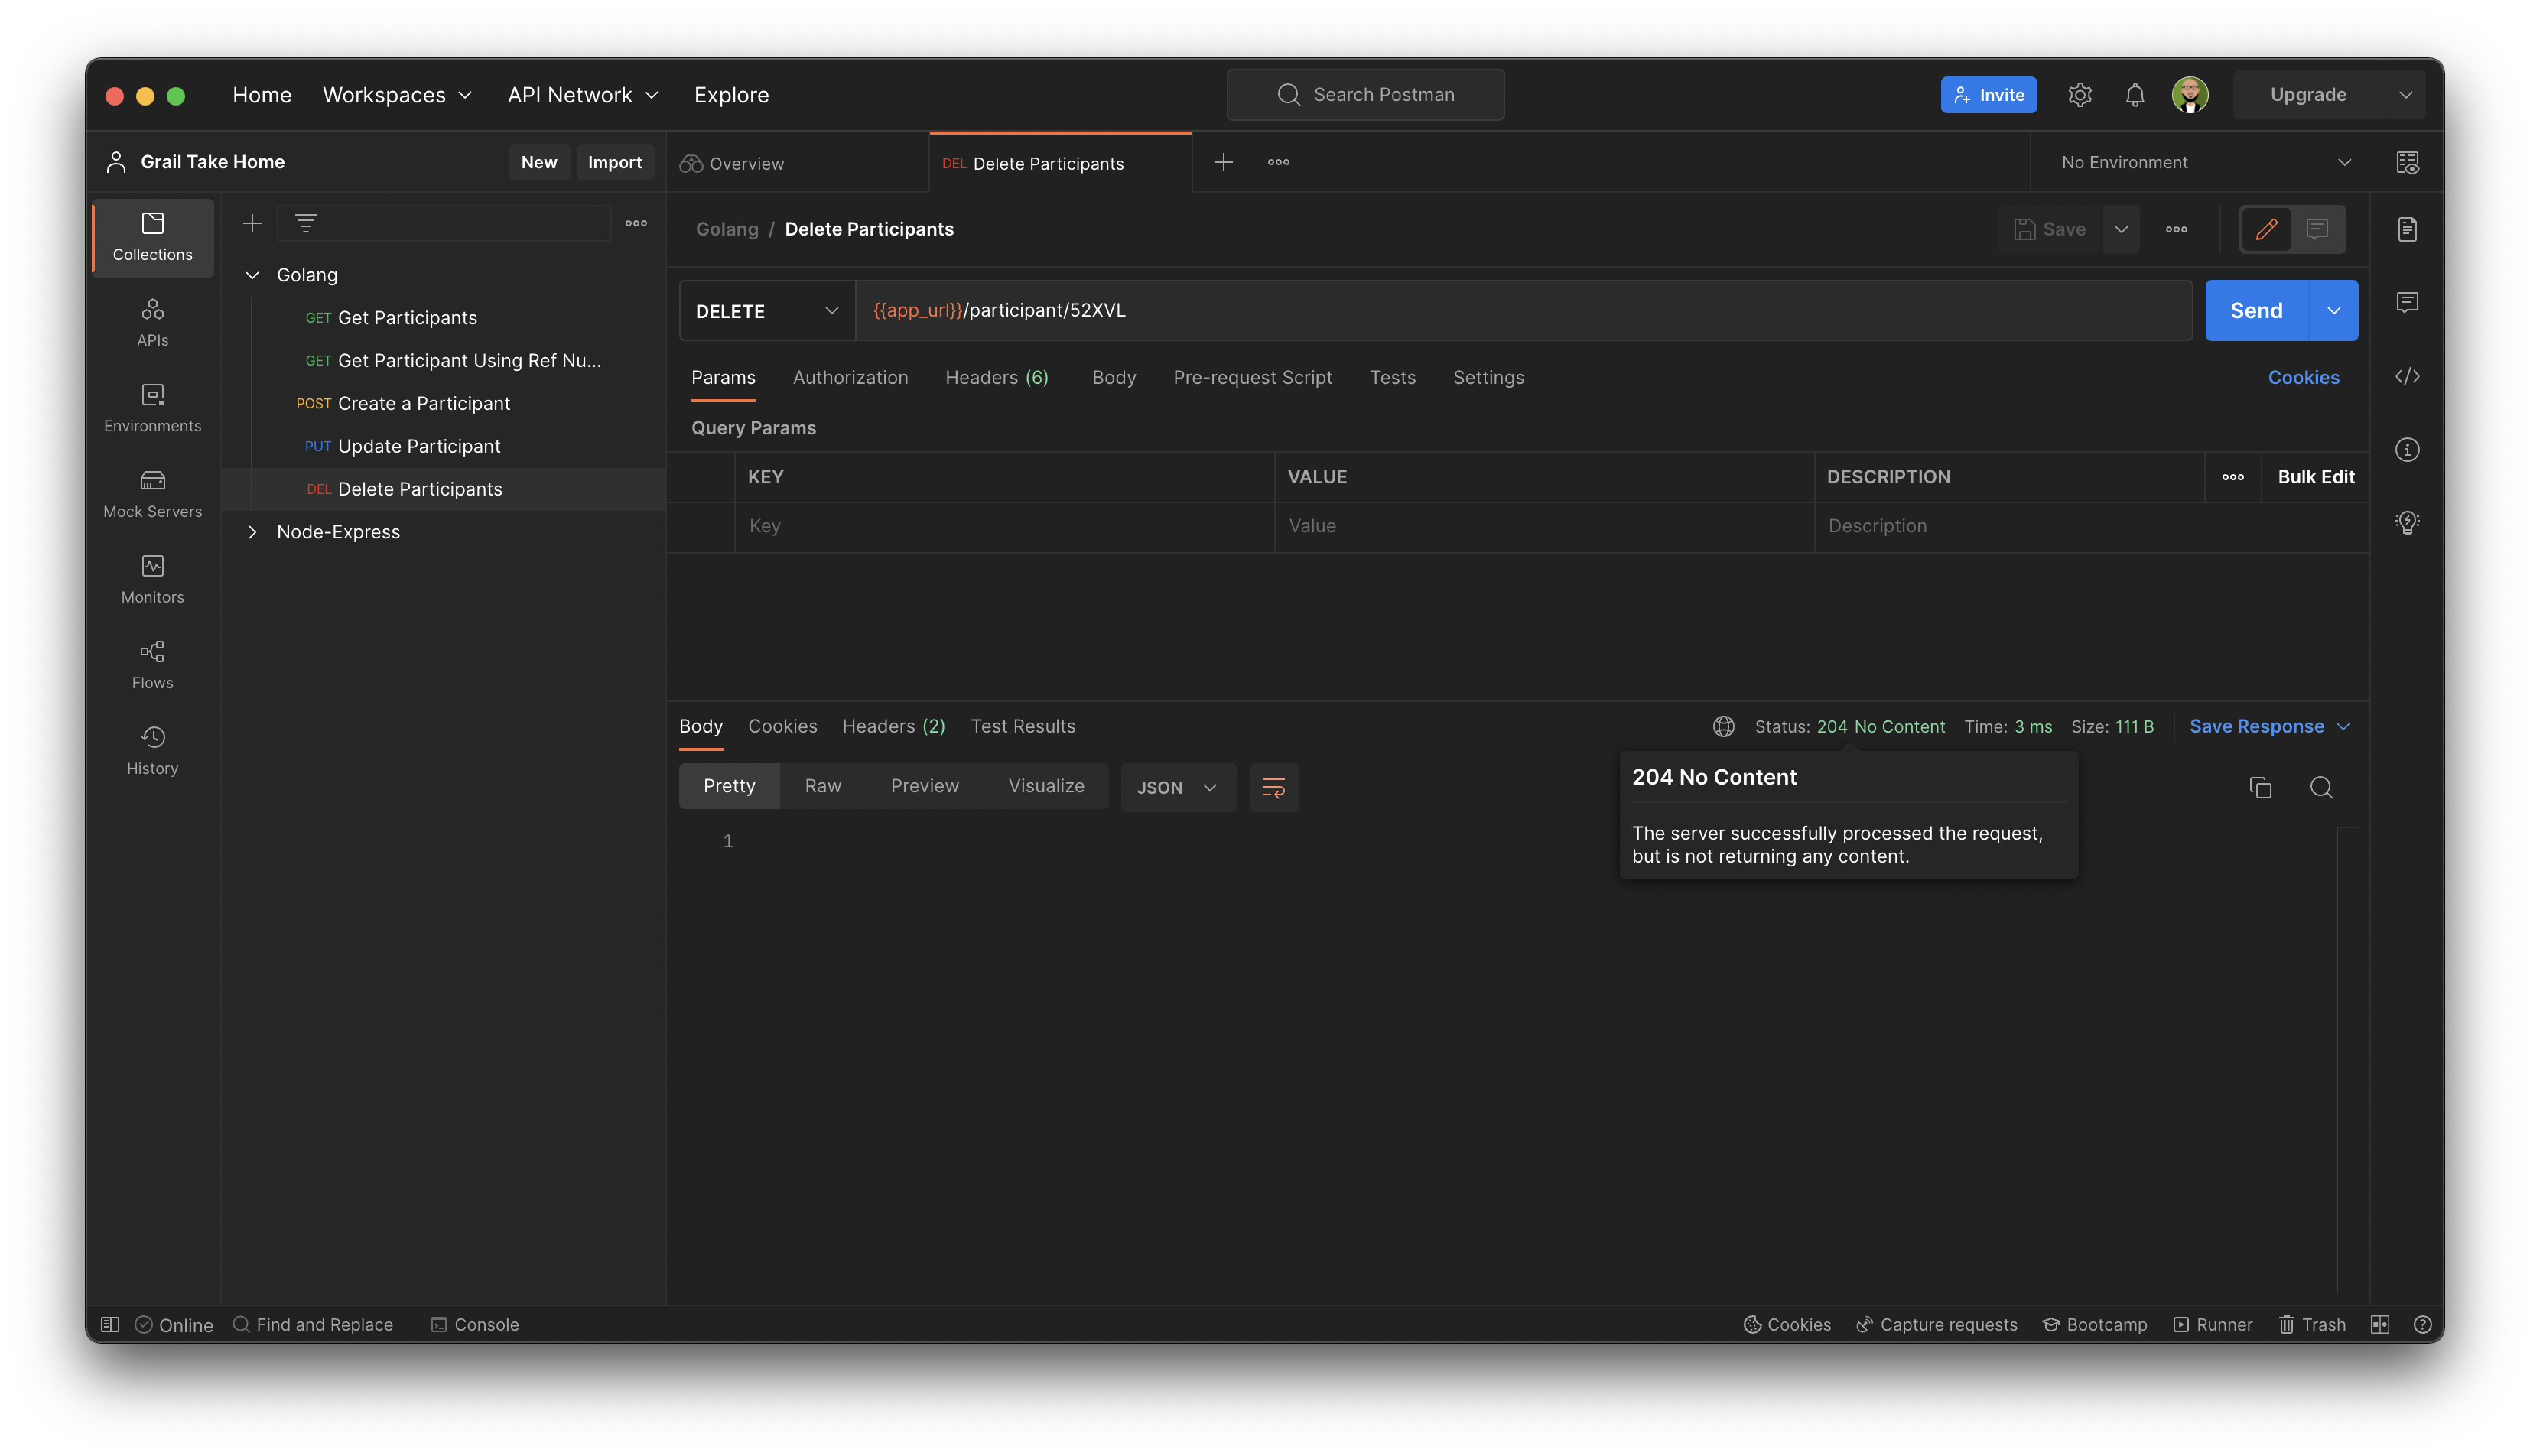 Home Workspaces API Network Explore Search Postman Invite Upgrade
Grail Take Home New Import Overview DEL Delete Participants No Environment
Collections
APIs
Environments
Mock Servers
Monitors
Flows
History
Golang
GET Get Participants
GET Get Participant Using Ref Nu...
POST Create a Participant
PUT Update Participant
DEL Delete Participants
Node-Express
Golang / Delete Participants Save
DELETE {{app_url}}/participant/52XVL Send
Params Authorization Headers (6) Body Pre-request Script Tests Settings Cookies
Query Params
KEY VALUE DESCRIPTION Bulk Edit
Key Value Description
Body Cookies Headers (2) Test Results Status: 204 No Content Time: 3 ms Size: 111 B Save Response
Pretty Raw Preview Visualize JSON
1
204 No Content
The server successfully processed the request,
but is not returning any content.
Online Find and Replace Console Cookies Capture requests Bootcamp Runner Trash